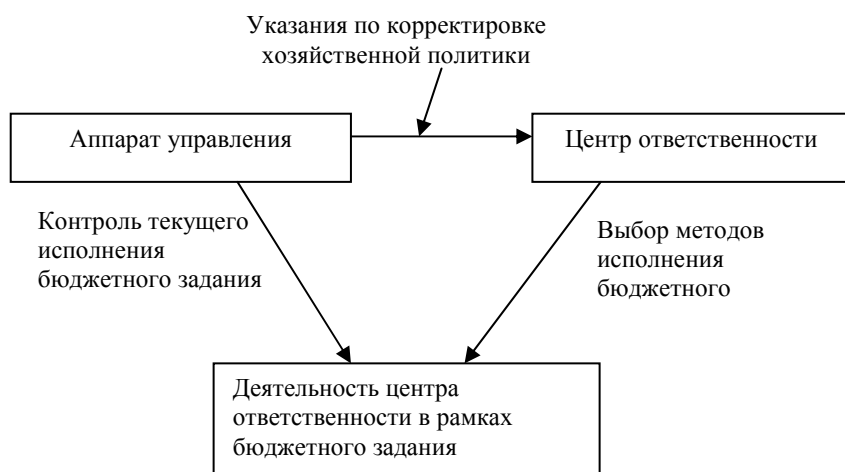 Указания по корректировке
хозяйственной политики
Аппарат управления
Центр ответственности
Контроль текущего
исполнения
бюджетного задания
Выбор методов
исполнения
бюджетного
Деятельность центра
ответственности в рамках
бюджетного задания